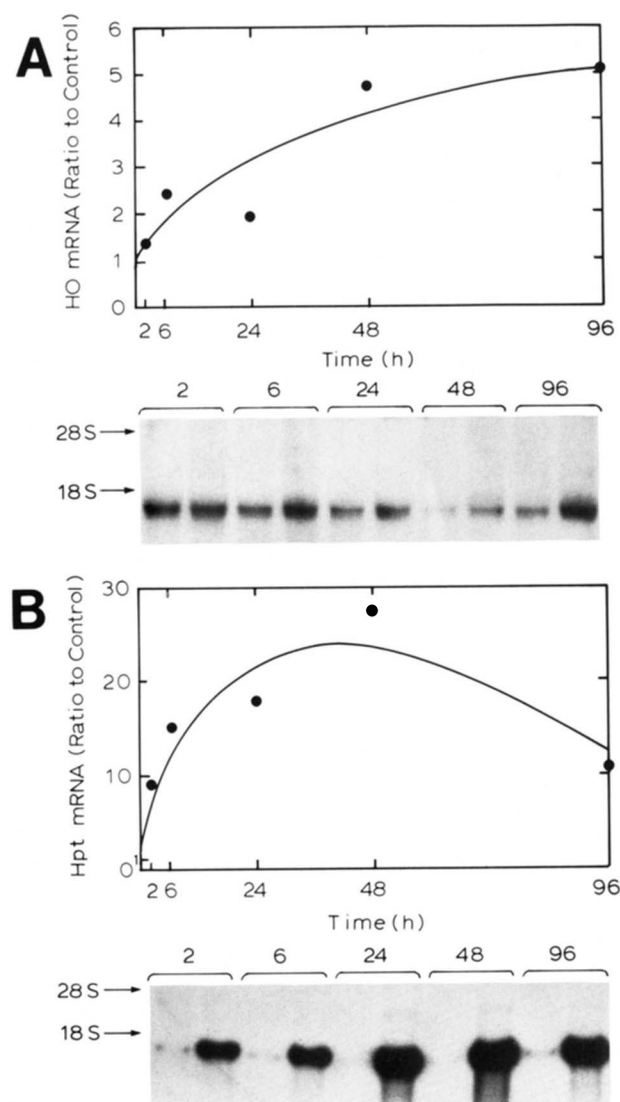 A
HO mRNA (Ratio to Control)
6
5
4
3
2
1
0
2 6 24 48 96
Time (h)
2 6 24 48 96
28S
18S
B
Hpt mRNA (Ratio to Control)
30
20
10
1
0
2 6 24 48 96
Time (h)
2 6 24 48 96
28S
18S